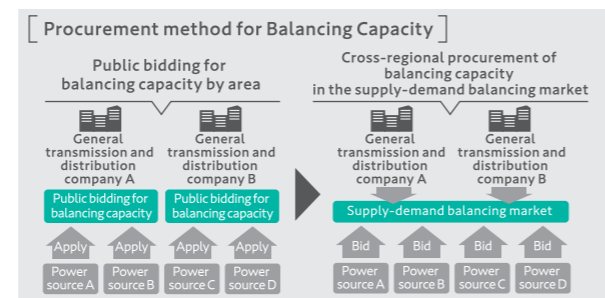 Procurement method for Balancing Capacity
Public bidding for
balancing capacity by area
General
transmission and
distribution
company A
General
transmission and
distribution
company B
Public bidding for
balancing capacity
Public bidding for
balancing capacity
Apply
Apply
Apply
Apply
Power
source A
Power
source B
Power
source C
Power
source D
Cross-regional procurement of
balancing capacity
in the supply-demand balancing market
General
transmission and
distribution
company A
General
transmission and
distribution
company B
Supply-demand balancing market
Bid
Bid
Bid
Bid
Power
source A
Power
source B
Power
source C
Power
source D